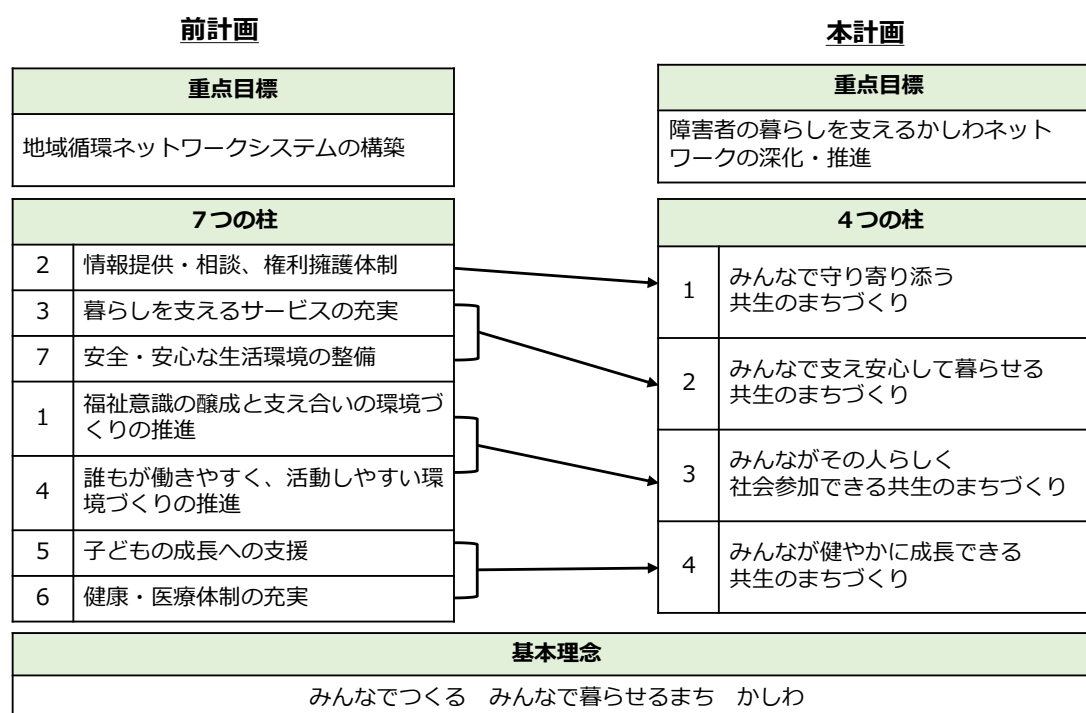 前計画
重点目標
地域循環ネットワークシステムの構築
7つの柱
2 情報提供・相談、権利擁護体制
3 暮らしを支えるサービスの充実
7 安全・安心な生活環境の整備
1 福祉意識の醸成と支え合いの環境づ
くりの推進
4 誰もが働きやすく、活動しやすい環
境づくりの推進
5 子どもの成長への支援
6 健康・医療体制の充実
本計画
重点目標
障害者の暮らしを支えるかしわネット
ワークの深化・推進
4つの柱
1 みんなで守り寄り添う
共生のまちづくり
2 みんなで支え安心して暮らせる
共生のまちづくり
3 みんながその人らしく
社会参加できる共生のまちづくり
4 みんなが健やかに成長できる
共生のまちづくり
基本理念
みんなでつくる　みんなで暮らせるまち　かしわ